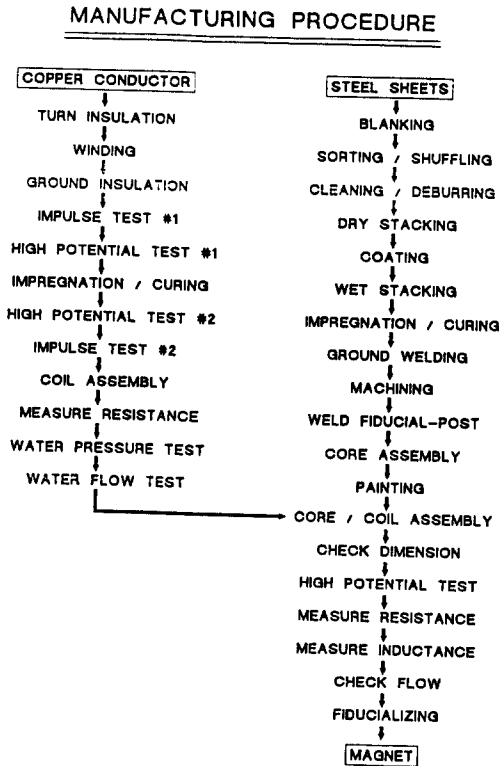 MANUFACTURING PROCEDURE
COPPER CONDUCTOR
TURN INSULATION
WINDING
GROUND INSULATION
IMPULSE TEST #1
HIGH POTENTIAL TEST #1
IMPREGNATION / CURING
HIGH POTENTIAL TEST #2
IMPULSE TEST #2
COIL ASSEMBLY
MEASURE RESISTANCE
WATER PRESSURE TEST
WATER FLOW TEST
STEEL SHEETS
BLANKING
SORTING / SHUFFLING
CLEANING / DEBURRING
DRY STACKING
COATING
WET STACKING
IMPREGNATION / CURING
GROUND WELDING
MACHINING
WELD FIDUCIAL-POST
CORE ASSEMBLY
PAINTING
CORE / COIL ASSEMBLY
CHECK DIMENSION
HIGH POTENTIAL TEST
MEASURE RESISTANCE
MEASURE INDUCTANCE
CHECK FLOW
FIDUCIALIZING
MAGNET